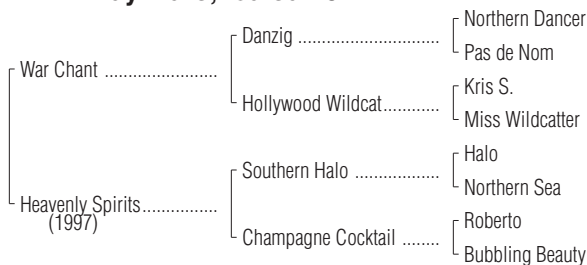 Northern Dancer
Danzig ..............................
Pas de Nom
War Chant ........................
Kris S.
Hollywood Wildcat............
Miss Wildcatter
Halo
Southern Halo ..................
Northern Sea
Heavenly Spirits................
(1997)
Roberto
Champagne Cocktail ........
Bubbling Beauty